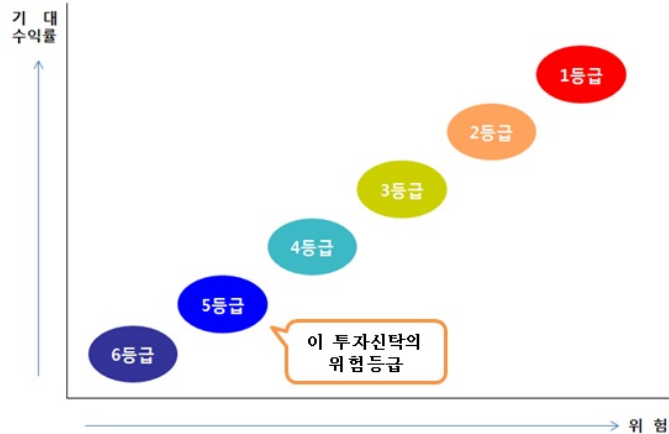 기 대
수익률
1등급
2등급
3등급
4등급
5등급
이 투자신탁의
위험등급
6등급
위 험